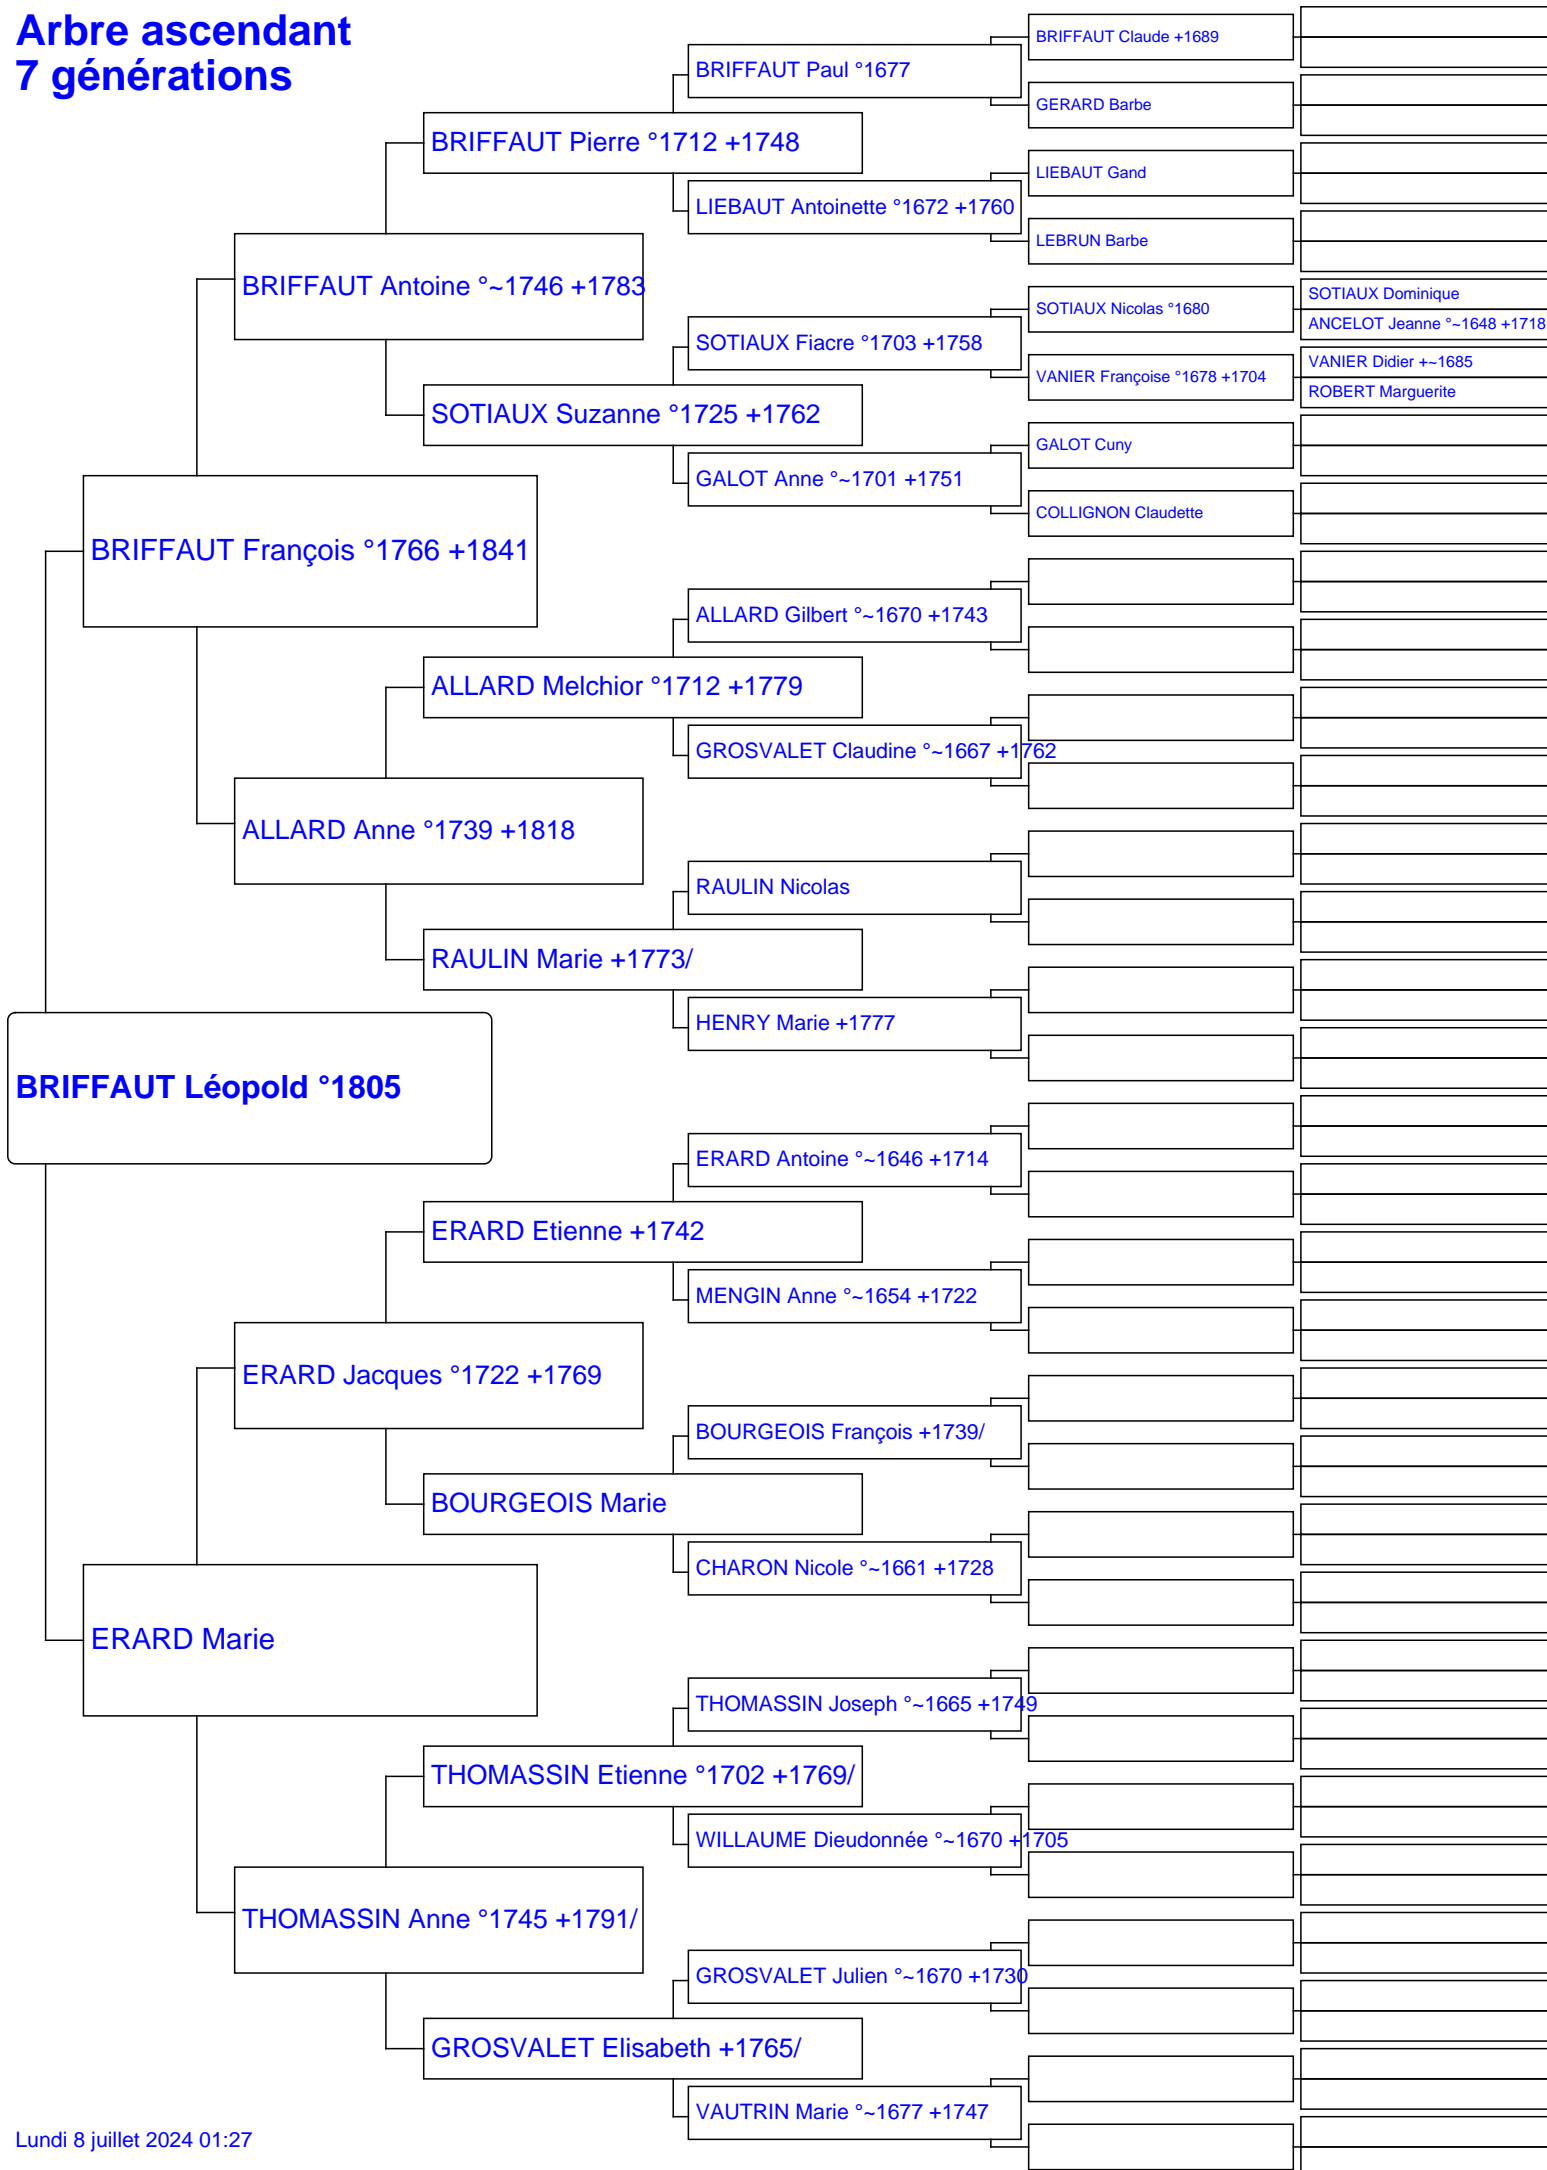 Arbre ascendant
7 générations
BRIFFAUT Claude +1689
BRIFFAUT Paul °1677
GERARD Barbe
BRIFFAUT Pierre °1712 +1748
LIEBAUT Gand
LIEBAUT Antoinette °1672 +1760
LEBRUN Barbe
BRIFFAUT Antoine °~1746 +1783
SOTIAUX Dominique
SOTIAUX Nicolas °1680
ANCELOT Jeanne °~1648 +1718
SOTIAUX Fiacre °1703 +1758
VANIER Didier +~1685
VANIER Françoise °1678 +1704
ROBERT Marguerite
SOTIAUX Suzanne °1725 +1762
GALOT Cuny
GALOT Anne °~1701 +1751
COLLIGNON Claudette
BRIFFAUT François °1766 +1841
ALLARD Gilbert °~1670 +1743
ALLARD Melchior °1712 +1779
GROSVALET Claudine °~1667 +1762
ALLARD Anne °1739 +1818
RAULIN Nicolas
RAULIN Marie +1773/
HENRY Marie +1777
BRIFFAUT Léopold °1805
ERARD Antoine °~1646 +1714
ERARD Etienne +1742
MENGIN Anne °~1654 +1722
ERARD Jacques °1722 +1769
BOURGEOIS François +1739/
BOURGEOIS Marie
CHARON Nicole °~1661 +1728
ERARD Marie
THOMASSIN Joseph °~1665 +1749
THOMASSIN Etienne °1702 +1769/
WILLAUME Dieudonnée °~1670 +1705
THOMASSIN Anne °1745 +1791/
GROSVALET Julien °~1670 +1730
GROSVALET Elisabeth +1765/
VAUTRIN Marie °~1677 +1747
Lundi 8 juillet 2024 01:27